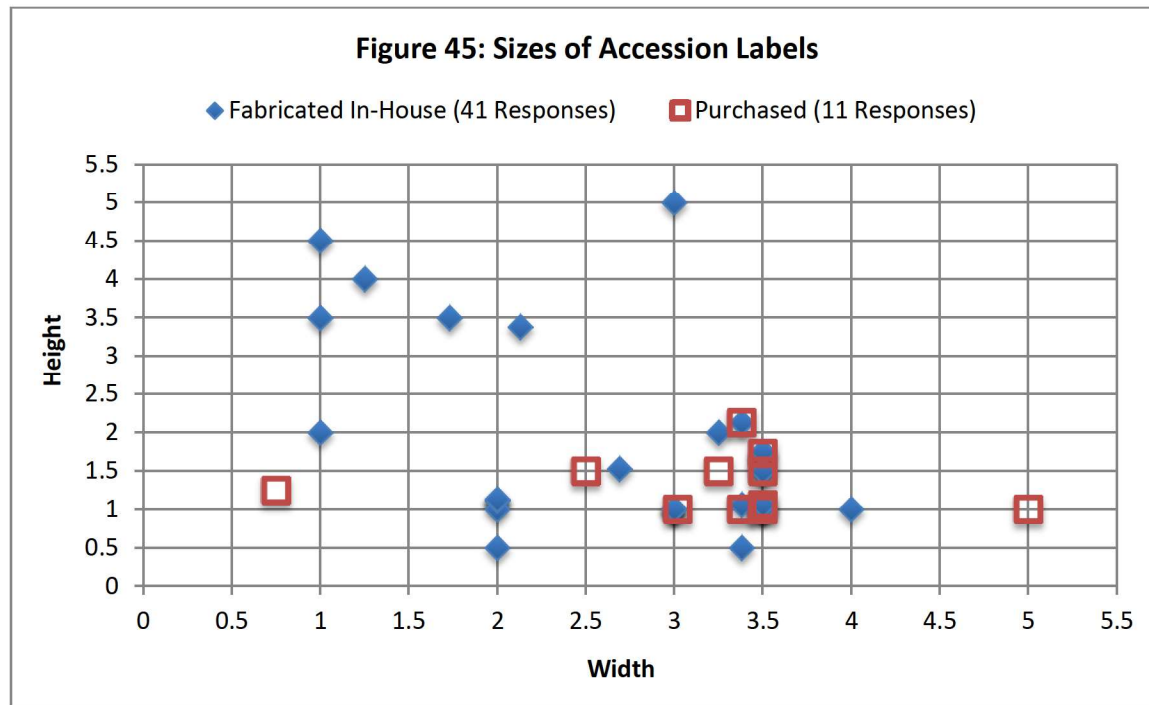 Figure 45: Sizes of Accession Labels
Fabricated In-House (41 Responses) Purchased (11 Responses)
5.5
5
4.5
4
3.5
3
2.5
2
1.5
1
0.5
0
Height
0 0.5 1 1.5 2 2.5 3 3.5 4 4.5 5 5.5
Width